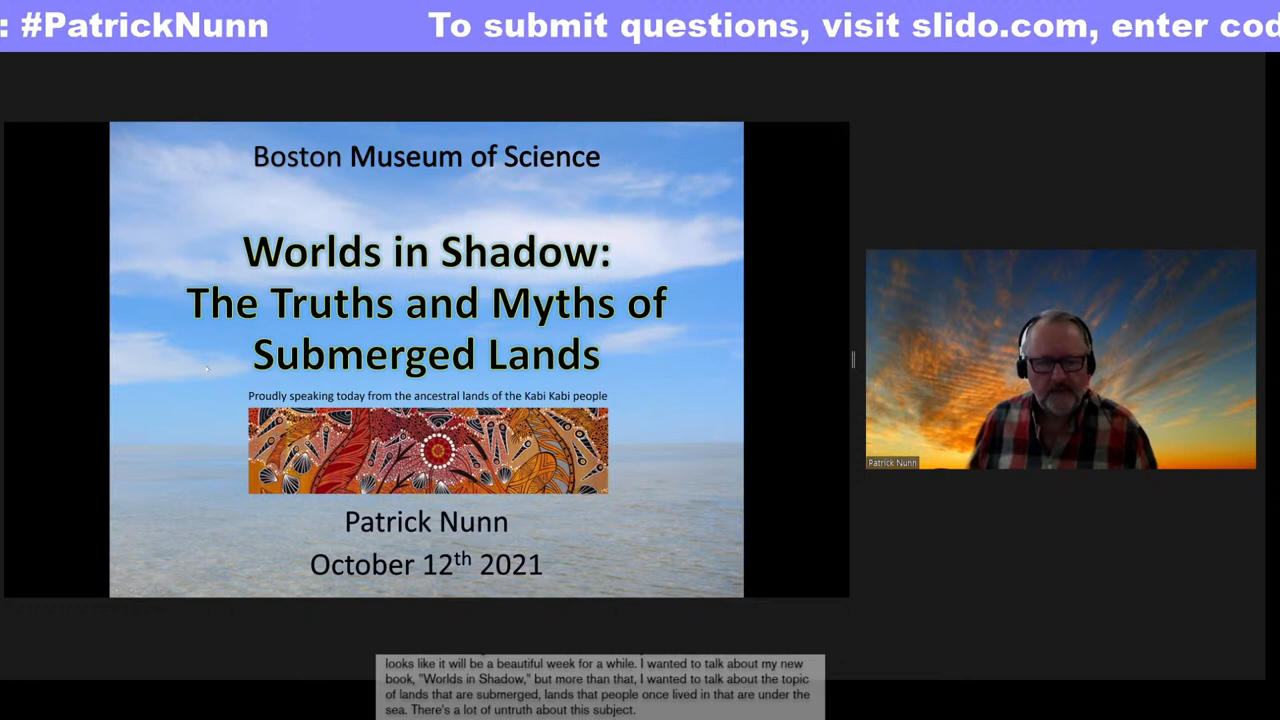 : #PatrickNunn To submit questions, visit slido.com, enter cod
Boston Museum of Science
Worlds in Shadow:
The Truths and Myths of
Submerged Lands
Proudly speaking today from the ancestral lands of the Kabi Kabi people
Patrick Nunn
October 12th 2021
Patrick Nunn
looks like it will be a beautiful week for a while. I wanted to talk about my new
book, "Worlds in Shadow," but more than that, I wanted to talk about the topic
of lands that are submerged, lands that people once lived in that are under the
sea. There's a lot of untruth about this subject.